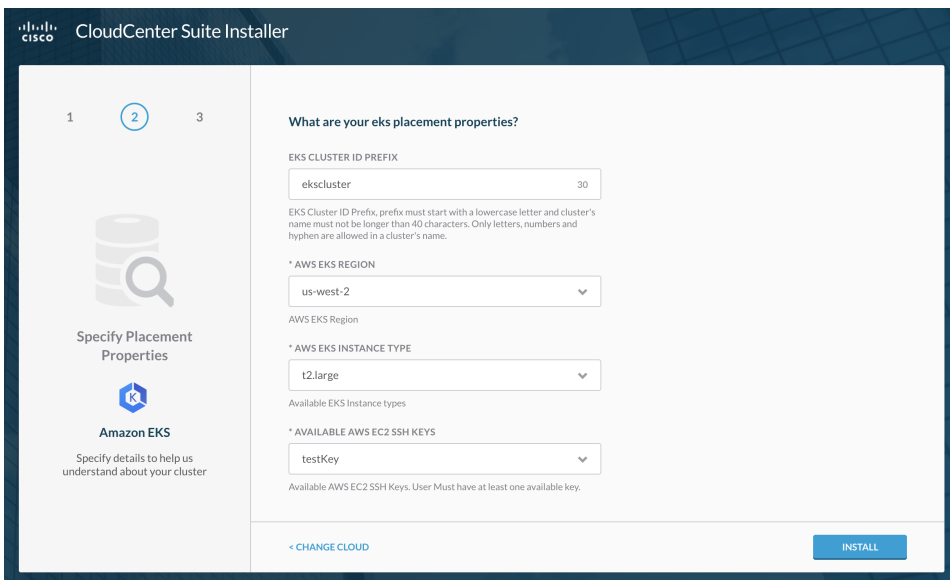 CISCO
CloudCenter Suite Installer
1
2
3
Specify Placement
Properties
K
Amazon EKS
Specify details to help us
understand about your cluster
What are your eks placement properties?
EKS CLUSTER ID PREFIX
ekscluster
30
EKS Cluster ID Prefix, prefix must start with a lowercase letter and cluster's
name must not be longer than 40 characters. Only letters, numbers and
hyphen are allowed in a cluster's name.
* AWS EKS REGION
us-west-2
AWS EKS Region
* AWS EKS INSTANCE TYPE
t2.large
Available EKS Instance types
* AVAILABLE AWS EC2 SSH KEYS
testKey
Available AWS EC2 SSH Keys. User Must have at least one available key.
< CHANGE CLOUD
INSTALL